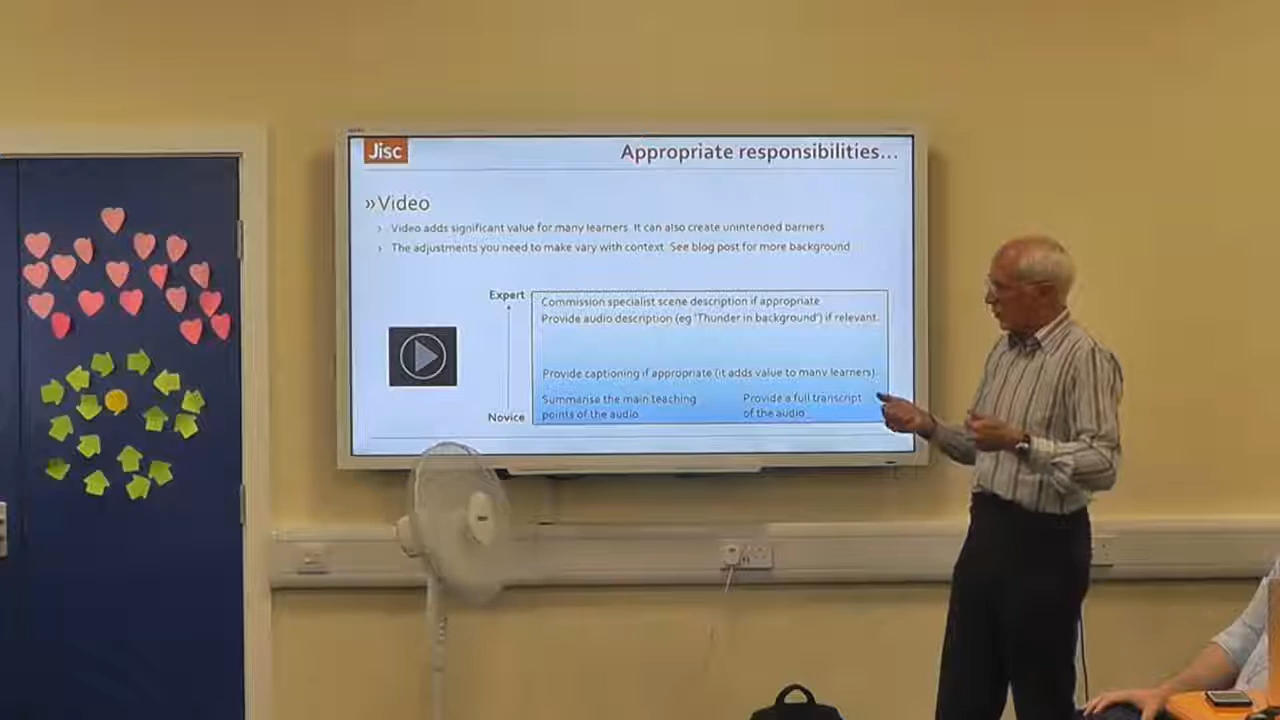 Jisc
Appropriate responsibilities...
»Video
› Video adds significant value for many learners. It can also create unintended barriers
› The adjustments you need to make vary with context. See blog post for more background
Expert
Commission specialist scene description if appropriate
Provide audio description (eg 'Thunder in background') if relevant.
Provide captioning if appropriate (it adds value to many learners)
Summarise the main teaching
points of the audio
Provide a full transcript
of the audio
Novice